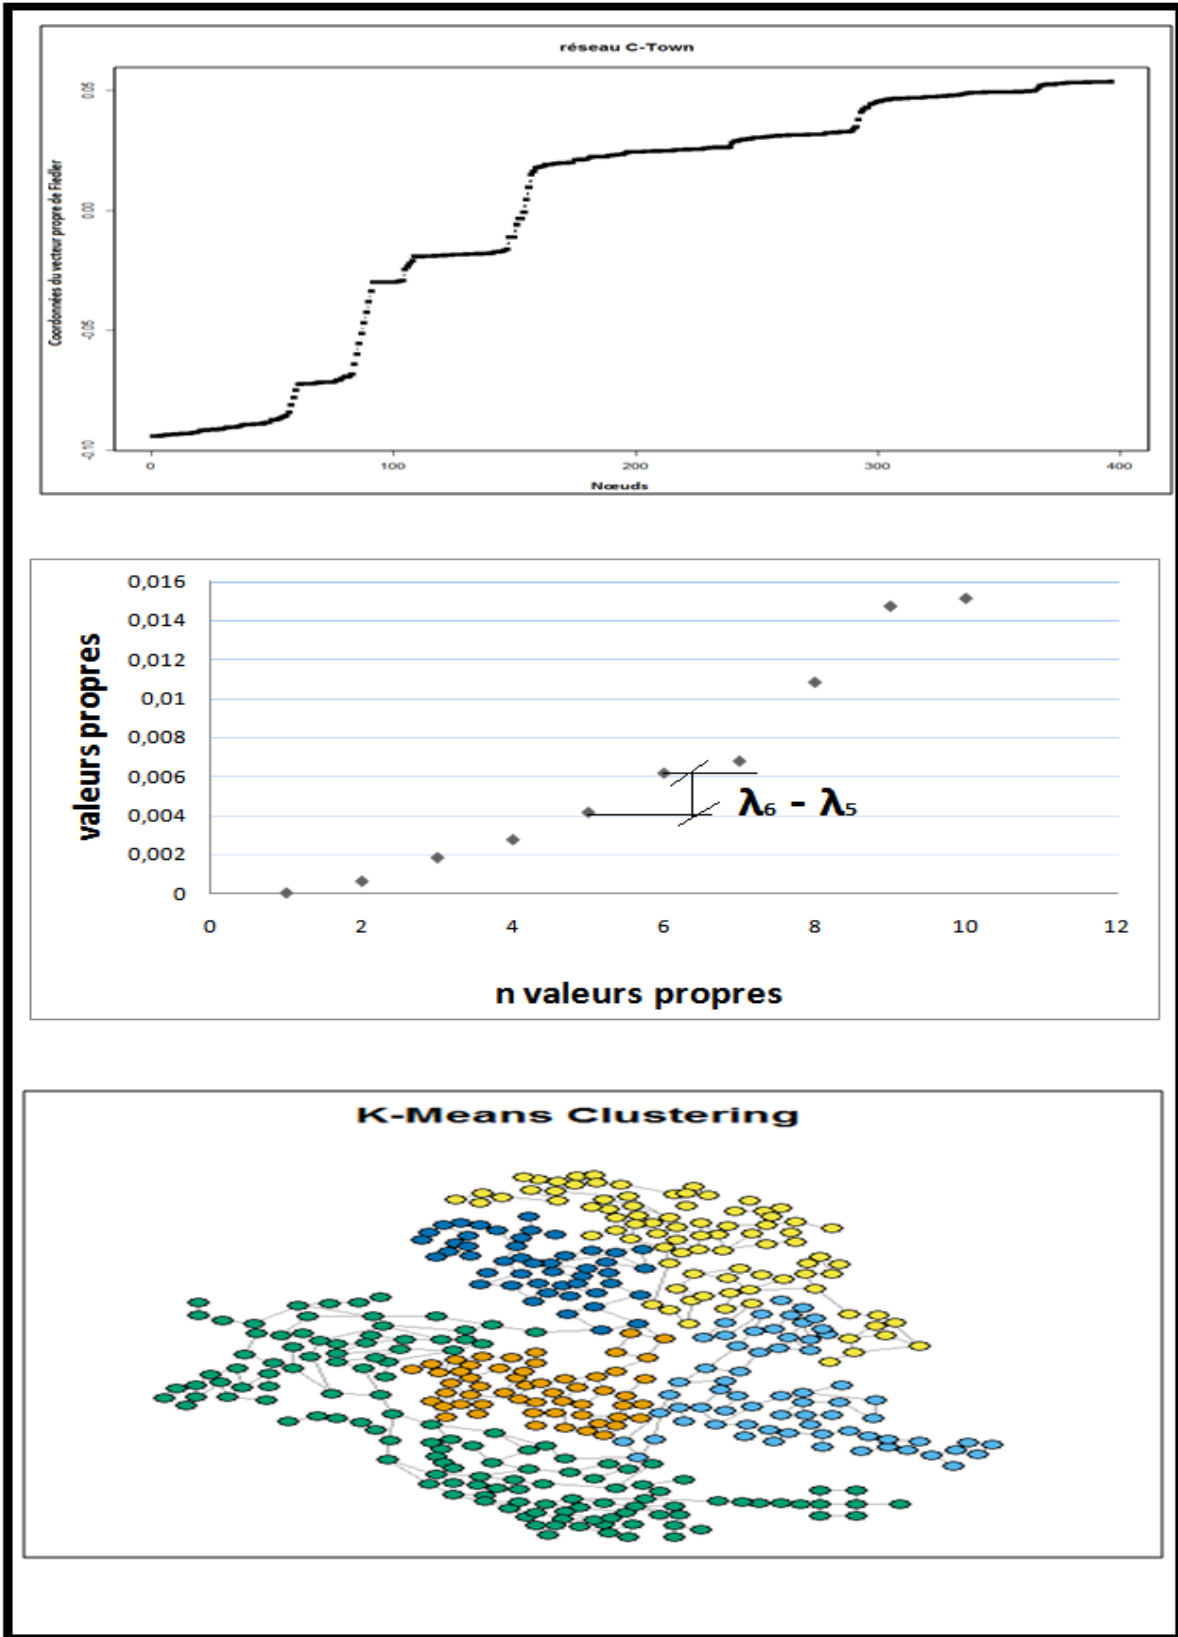 réseau C-Town
Coordonnées du vecteur propre de Fiedler
0.05
0.00
-0.05
-0.10
0 100 200 300 400
Nœuds
0,016
0,014
0,012
0,01
0,008
0,006
0,004
0,002
0
valeurs propres
λ6 - λ5
0 2 4 6 8 10 12
n valeurs propres
K-Means Clustering